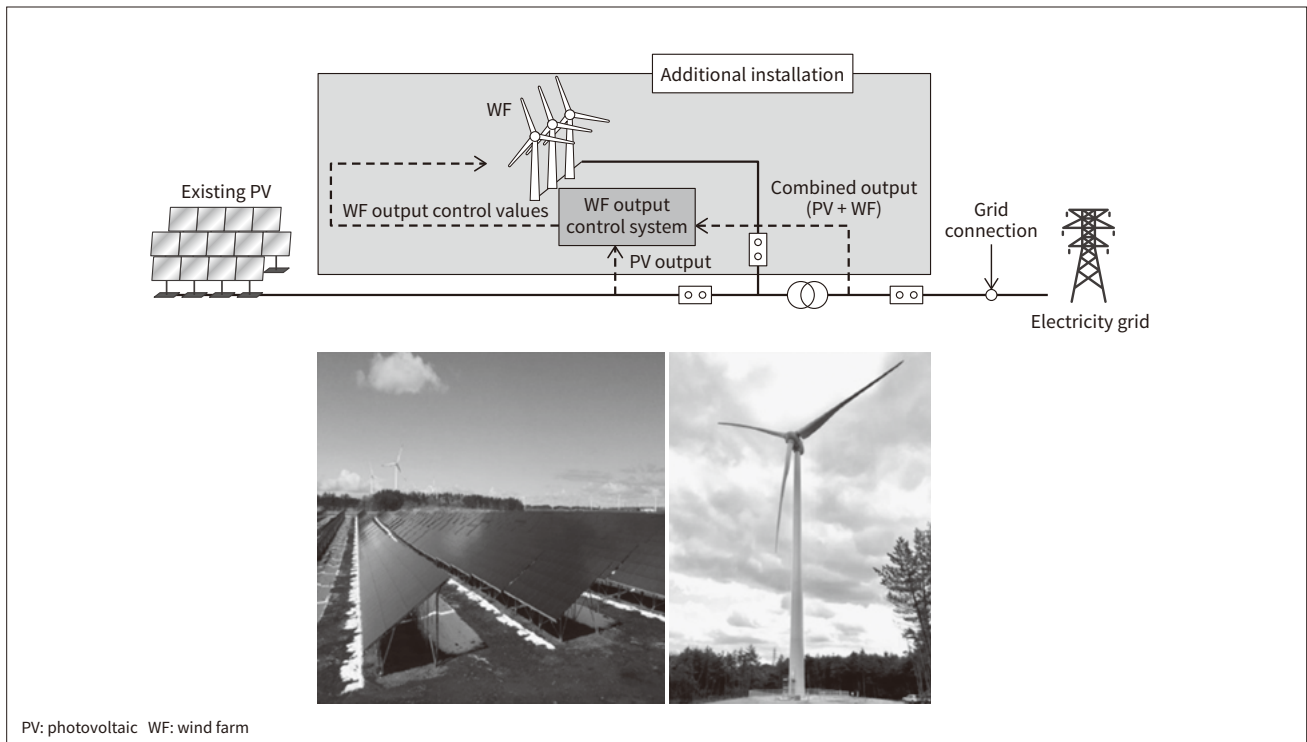 Additional installation
WF
Existing PV
WF output control values
WF output
control system
Combined output
(PV + WF)
PV output
Grid
connection
Electricity grid
PV: photovoltaic   WF: wind farm